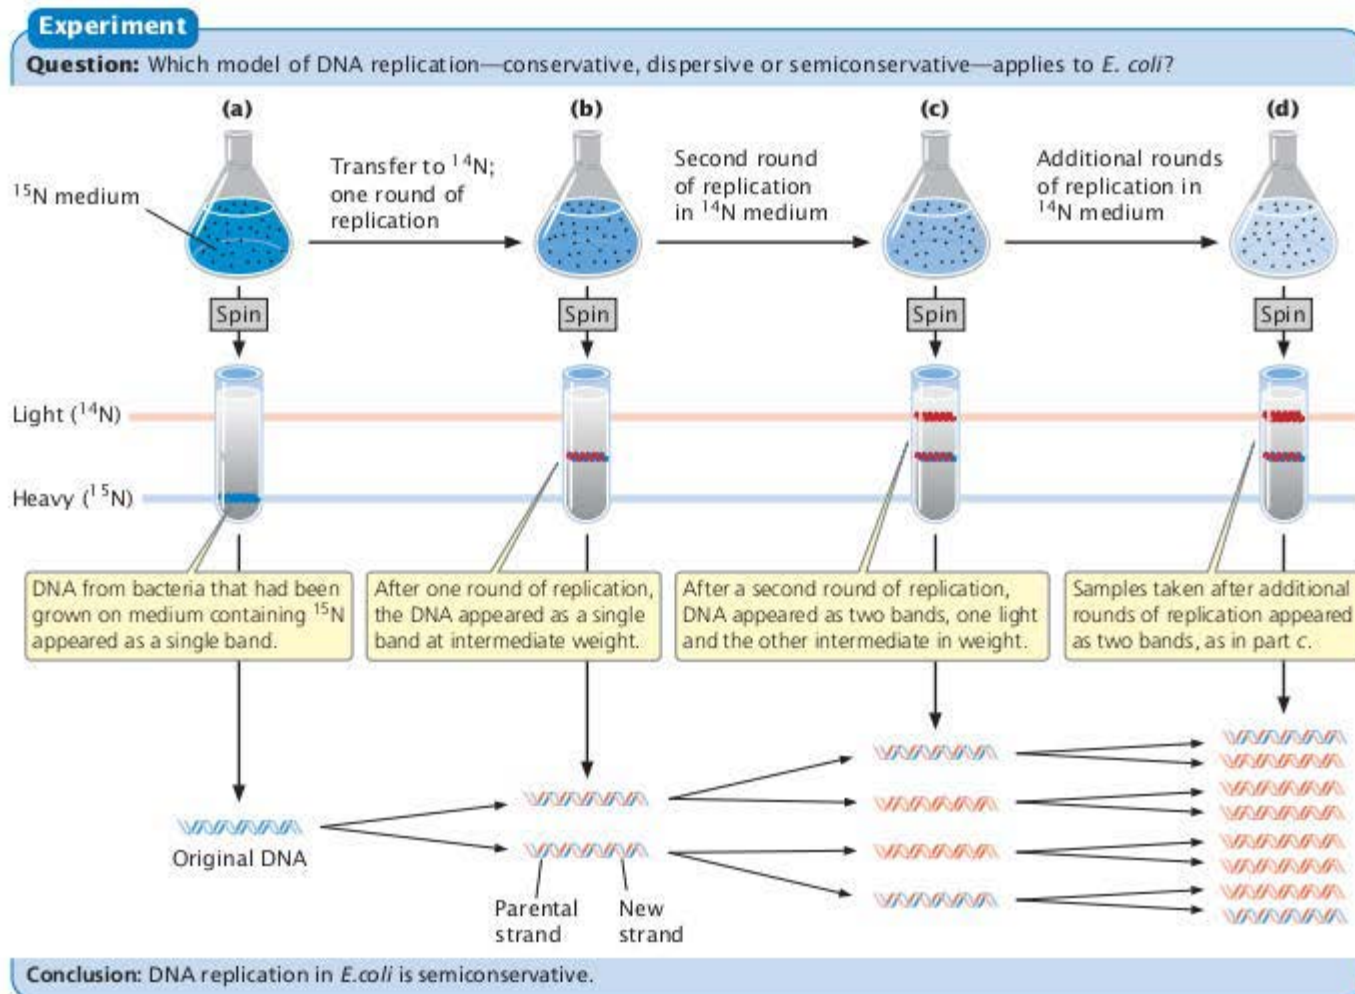 Experiment
Question: Which model of DNA replication—conservative, dispersive or semiconservative—applies to E. coli?
(a)
(b)
(c)
(d)
¹⁵N medium
Transfer to ¹⁴N;
one round of
replication
Second round
of replication
in ¹⁴N medium
Additional rounds
of replication in
¹⁴N medium
Spin
Spin
Spin
Spin
Light (¹⁴N)
Heavy (¹⁵N)
DNA from bacteria that had been
grown on medium containing ¹⁵N
appeared as a single band.
After one round of replication,
the DNA appeared as a single
band at intermediate weight.
After a second round of replication,
DNA appeared as two bands, one light
and the other intermediate in weight.
Samples taken after additional
rounds of replication appeared
as two bands, as in part c.
Original DNA
Parental
strand
New
strand
Conclusion: DNA replication in E.coli is semiconservative.